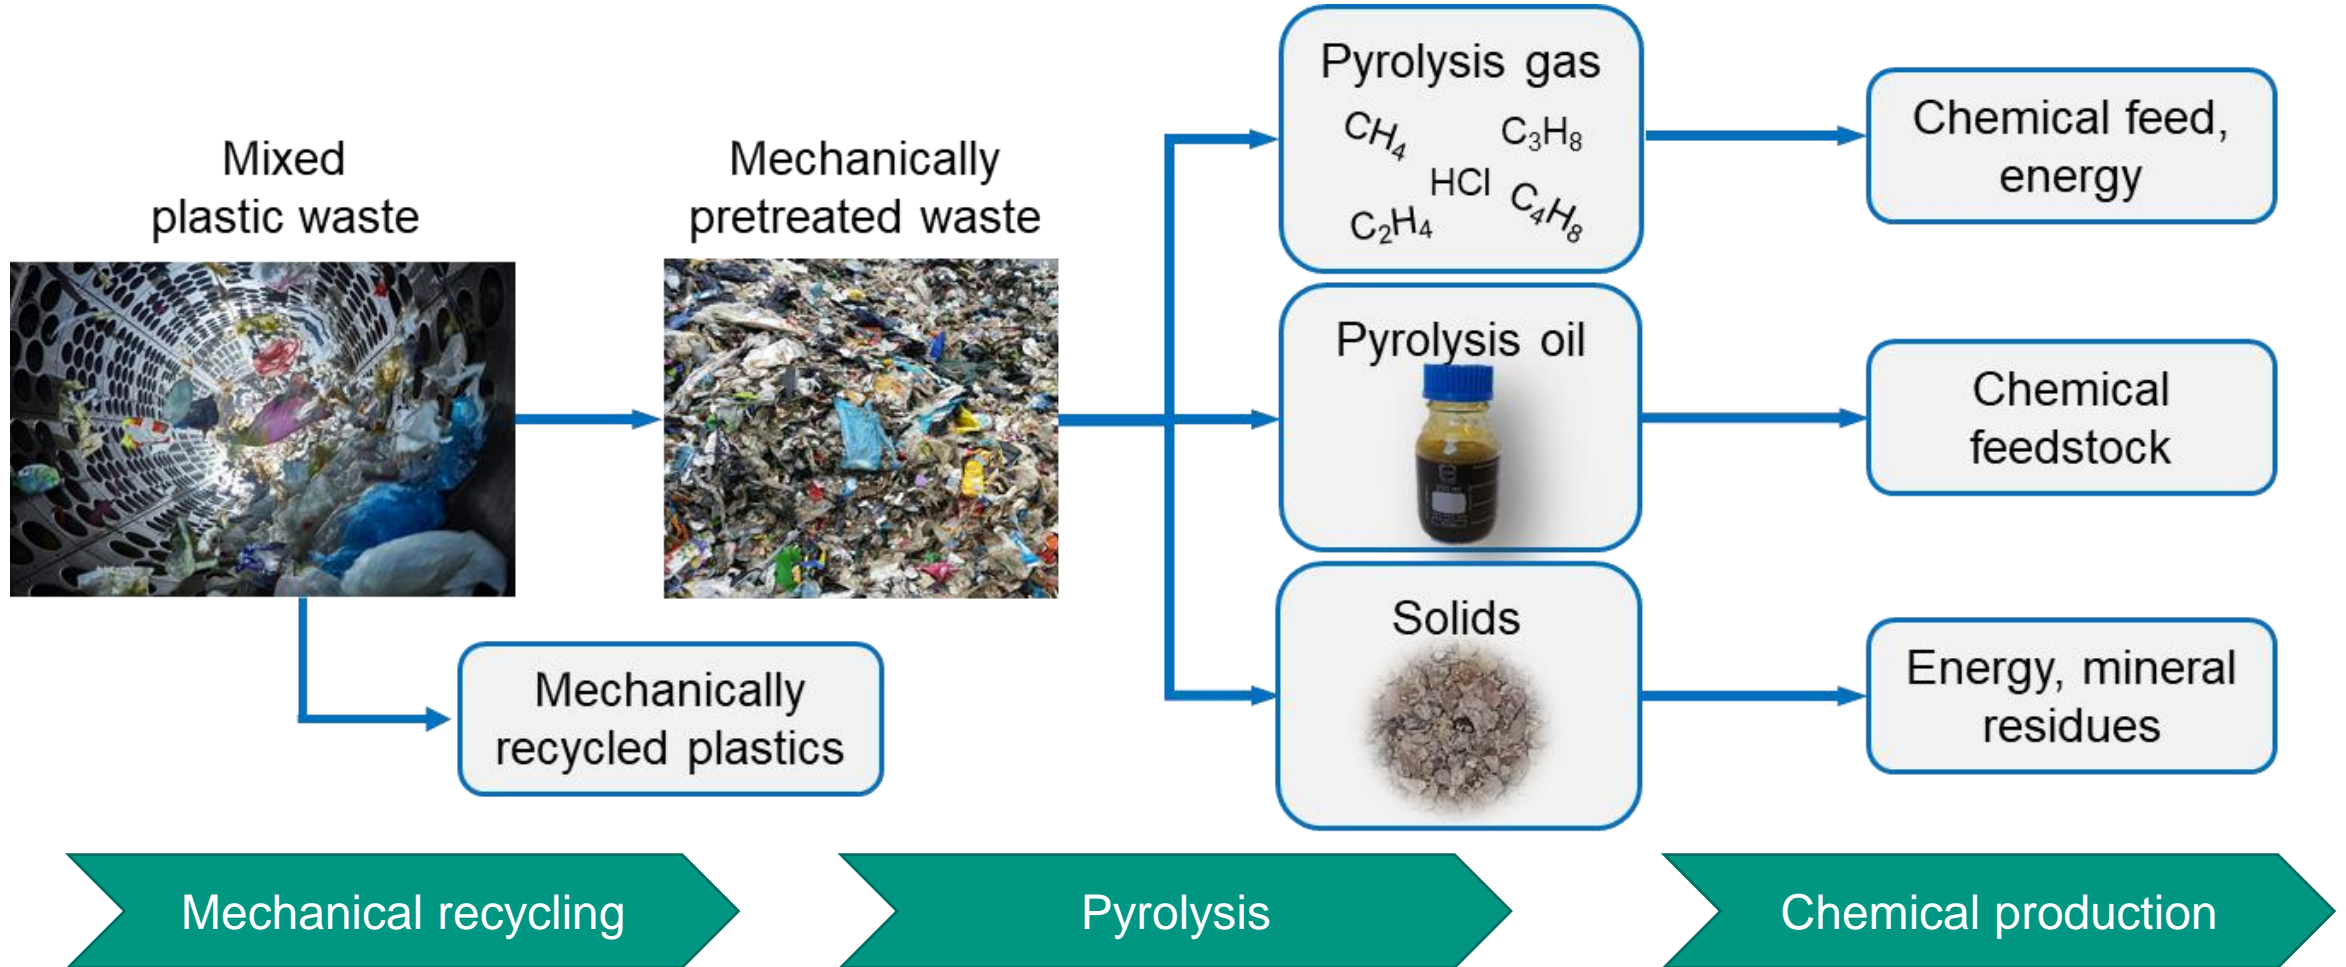 Mixed
plastic waste
Mechanically
pretreated waste
Mechanically
recycled plastics
Pyrolysis gas
CH₄
C₃H₈
HCl
C₂H₄
C₄H₈
Pyrolysis oil
Solids
Chemical feed,
energy
Chemical
feedstock
Energy, mineral
residues
Mechanical recycling
Pyrolysis
Chemical production